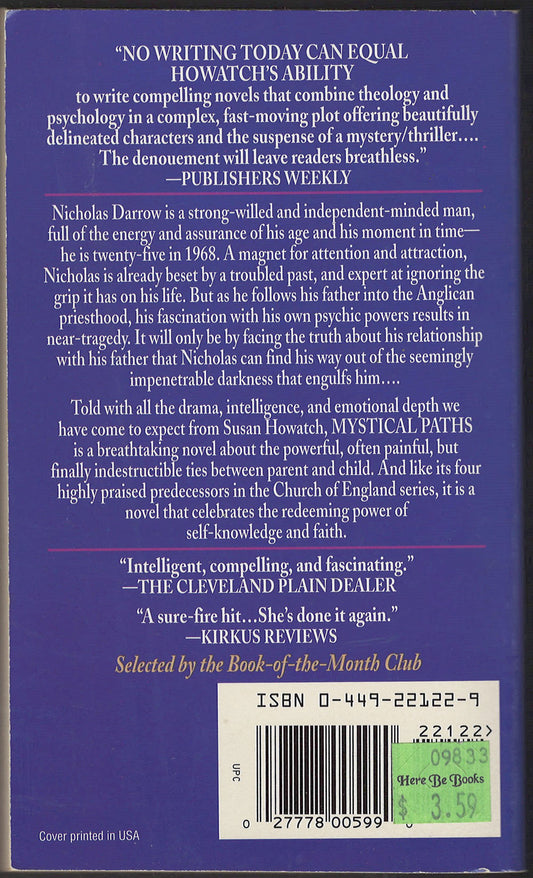 “NO WRITING TODAY CAN EQUAL
HOWATCH’S ABILITY
to write compelling novels that combine theology and
psychology in a complex, fast-moving plot offering beautifully
delineated characters and the suspense of a mystery/thriller....
The denouement will leave readers breathless.”
—PUBLISHERS WEEKLY
Nicholas Darrow is a strong-willed and independent-minded man,
full of the energy and assurance of his age and his moment in time—
he is twenty-five in 1968. A magnet for attention and attraction,
Nicholas is already beset by a troubled past, and expert at ignoring the
grip it has on his life. But as he follows his father into the Anglican
priesthood, his fascination with his own psychic powers results in
near-tragedy. It will only be by facing the truth about his relationship
with his father that Nicholas can find his way out of the seemingly
impenetrable darkness that engulfs him....
Told with all the drama, intelligence, and emotional depth we
have come to expect from Susan Howatch, MYSTICAL PATHS
is a breathtaking novel about the powerful, often painful, but
finally indestructible ties between parent and child. And like its four
highly praised predecessors in the Church of England series, it is a
novel that celebrates the redeeming power of
self-knowledge and faith.
“Intelligent, compelling, and fascinating.”
—THE CLEVELAND PLAIN DEALER
“A sure-fire hit...She’s done it again.”
—KIRKUS REVIEWS
Selected by the Book-of-the-Month Club
ISBN 0-449-22122-9
22122>
09833
Here Be Books
$ 3.59
UPC
0 27778 00599
Cover printed in USA